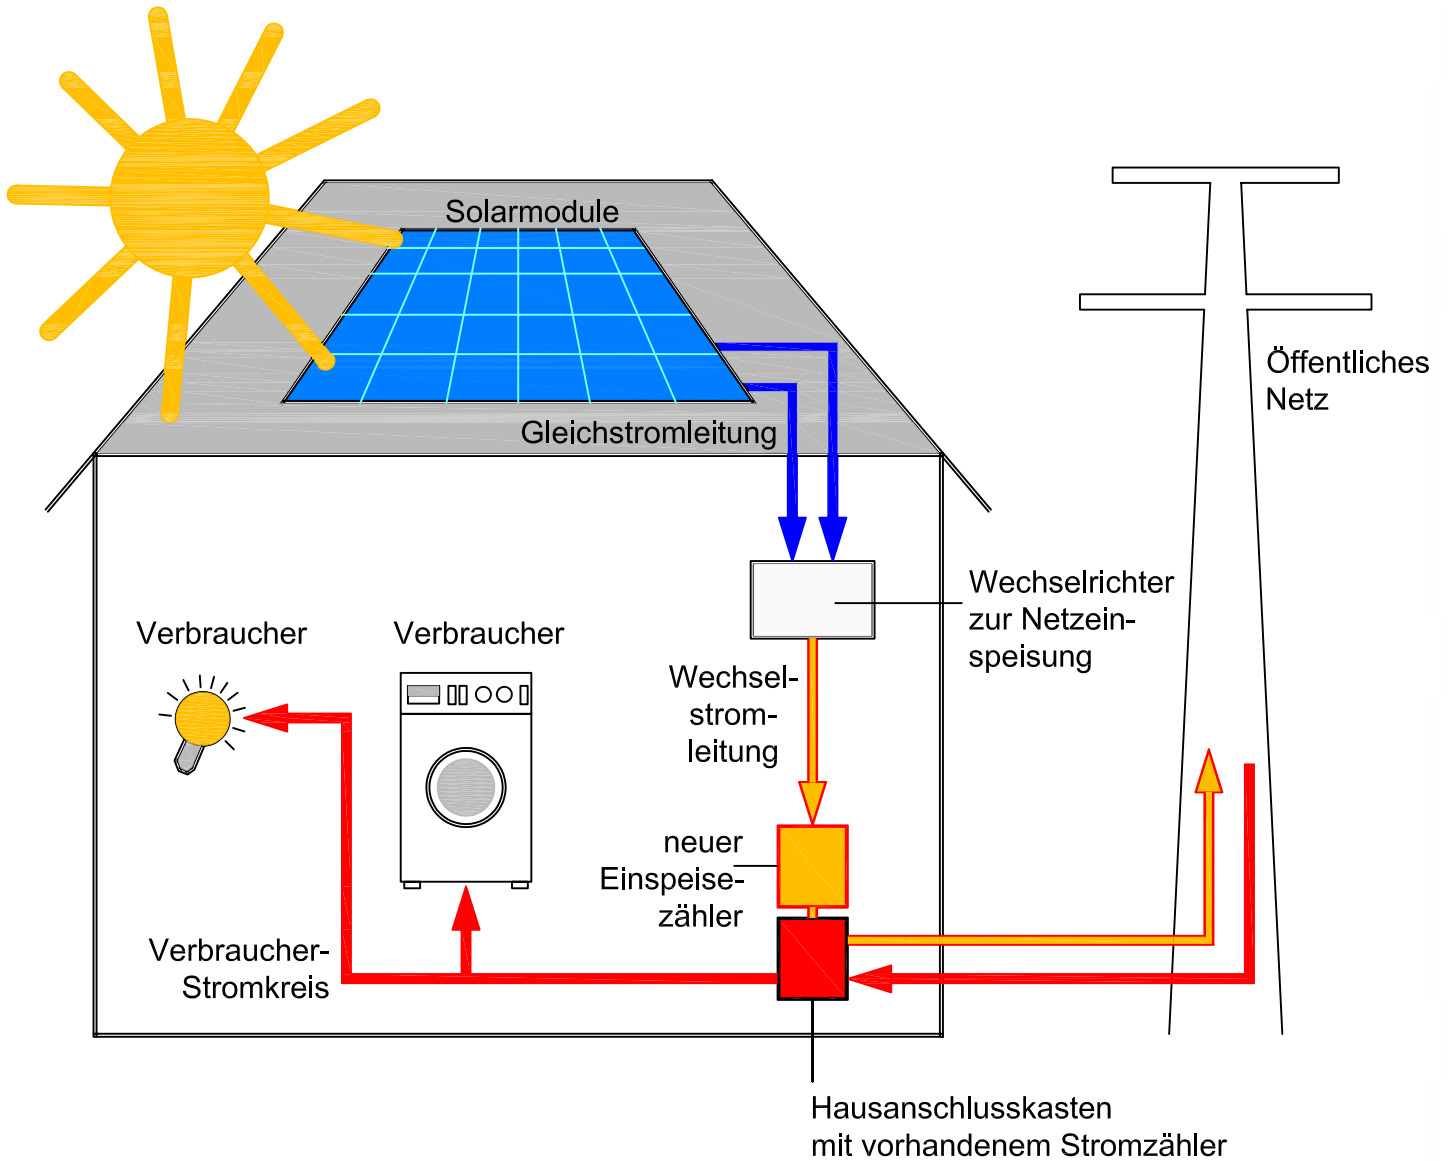 Solarmodule
Öffentliches
Netz
Gleichstromleitung
Wechselrichter
zur Netzein-
speisung
Verbraucher
Verbraucher
Wechsel-
strom-
leitung
neuer
Einspeise-
zähler
Verbraucher-
Stromkreis
Hausanschlusskasten
mit vorhandenem Stromzähler